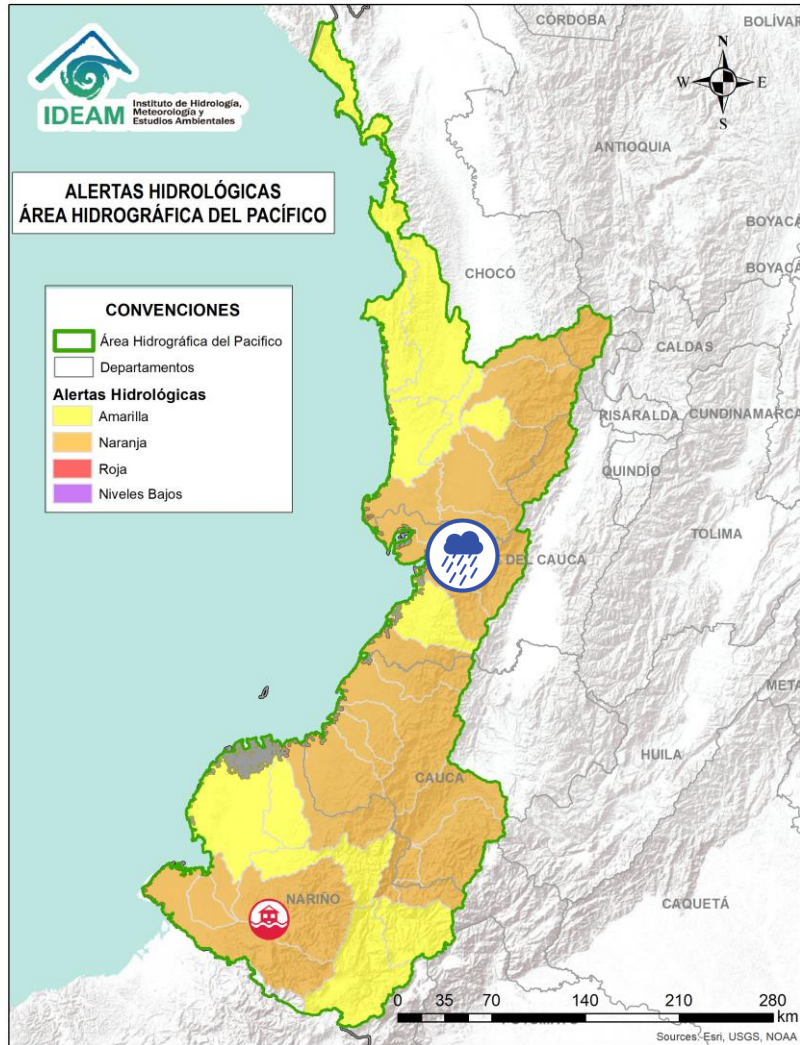 CÓRDOBA
BOLÍVAR
N
W E
S
IDEAM
Instituto de Hidrología,
Meteorología y
Estudios Ambientales
ANTIOQUIA
ALERTAS HIDROLÓGICAS
ÁREA HIDROGRÁFICA DEL PACÍFICO
BOYACÁ
BOYACÁ
CHOCÓ
CONVENCIONES
Área Hidrográfica del Pacifico
Departamentos
Alertas Hidrológicas
Amarilla
Naranja
Roja
Niveles Bajos
CALDAS
RISARALDA
CUNDINAMARCA
QUINDÍO
TOLIMA
DEL CAUCA
META
HUILA
CAUCA
NARIÑO
CAQUETÁ
0 35 70 140 210 280
km
Sources: Esri, USGS, NOAA